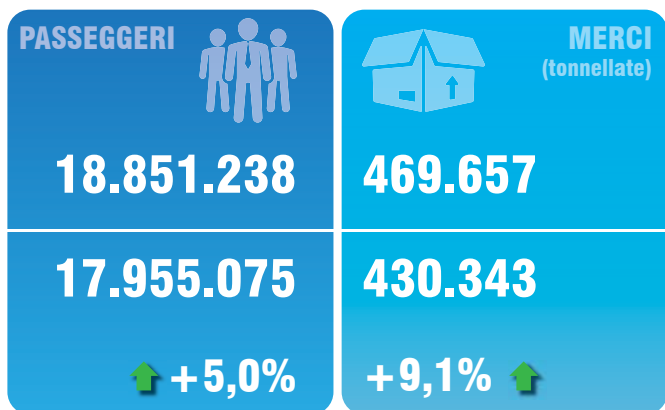 PASSEGGERI
18.851.238
17.955.075
+5,0%
MERCI
(tonnellate)
469.657
430.343
+9,1%